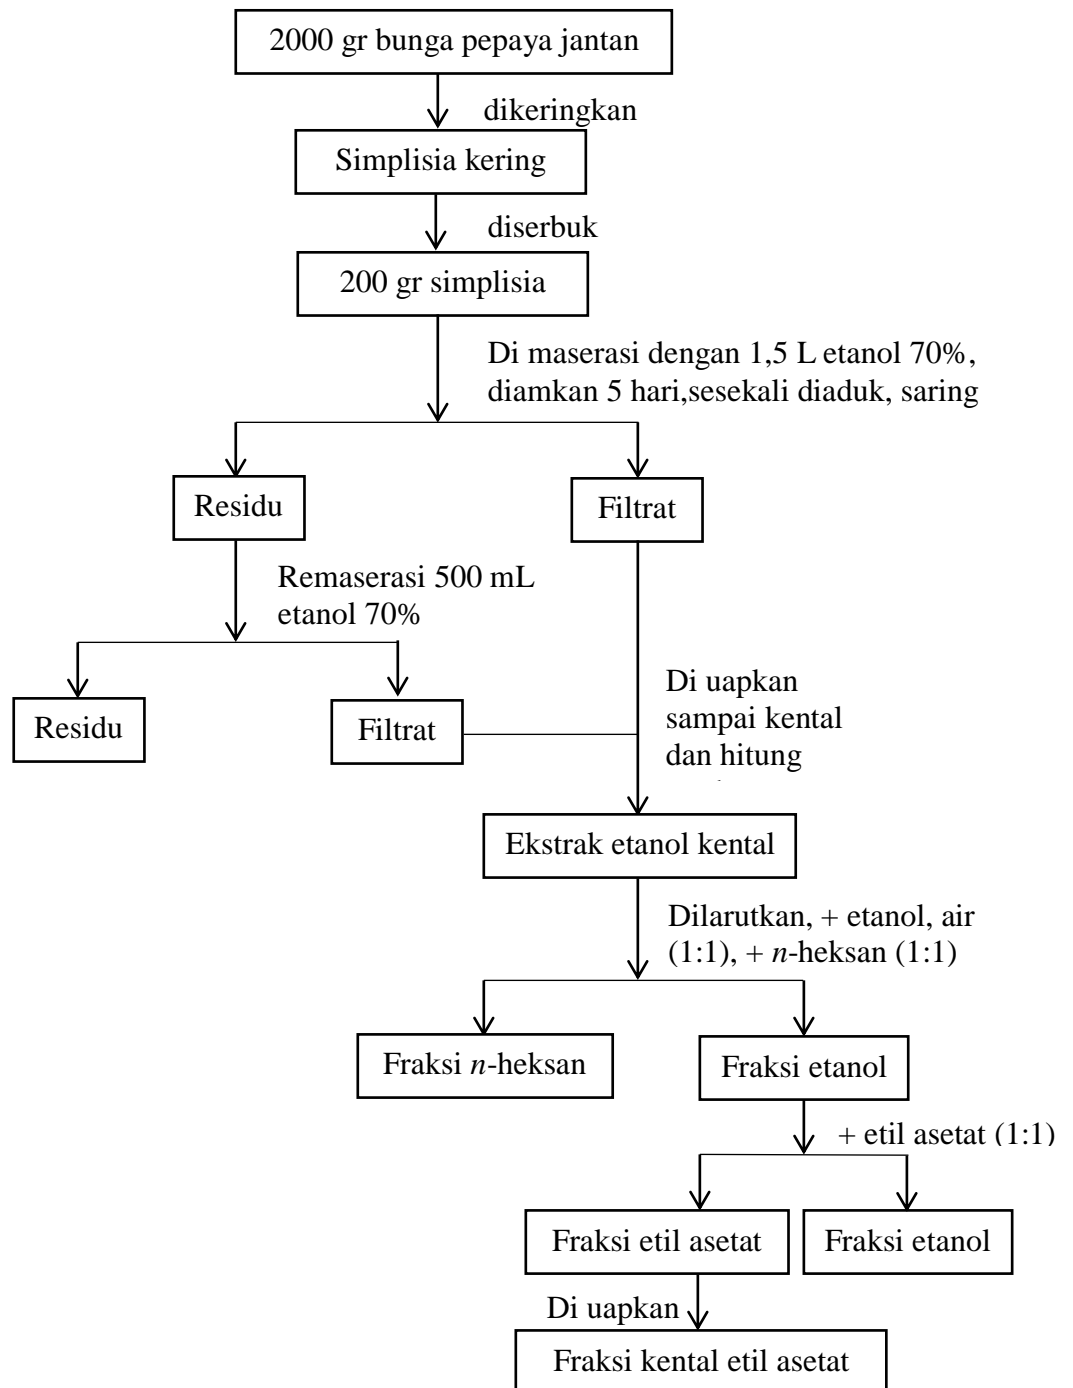 2000 gr bunga pepaya jantan
dikeringkan
Simplisia kering
diserbuk
200 gr simplisia
Di maserasi dengan 1,5 L etanol 70%,
diamkan 5 hari,sesekali diaduk, saring
Residu
Filtrat
Remaserasi 500 mL
etanol 70%
Residu
Filtrat
Di uapkan
sampai kental
dan hitung
Ekstrak etanol kental
Dilarutkan, + etanol, air
(1:1), + n-heksan (1:1)
Fraksi n-heksan
Fraksi etanol
+ etil asetat (1:1)
Fraksi etil asetat
Fraksi etanol
Di uapkan
Fraksi kental etil asetat